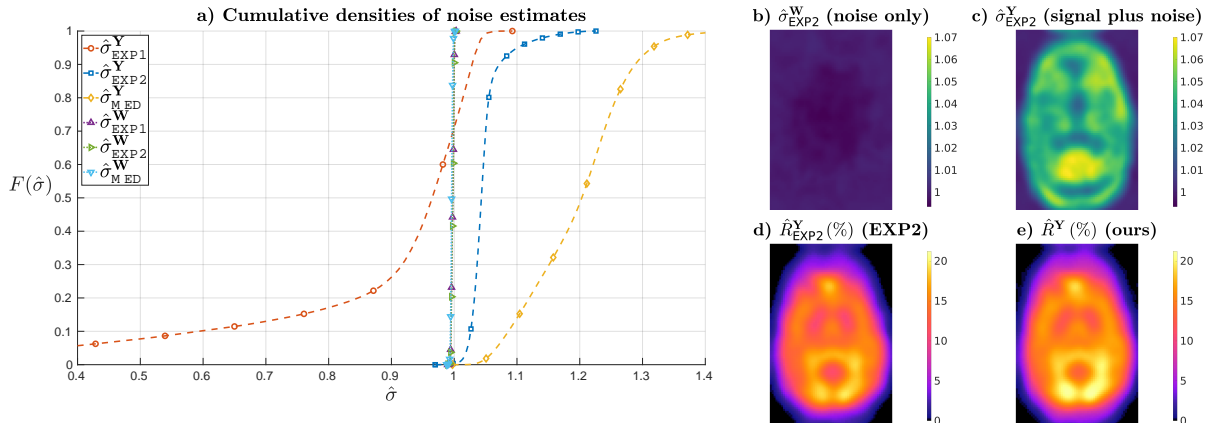 a) Cumulative densities of noise estimates
F(σ̂)
1
0.9
0.8
0.7
0.6
0.5
0.4
0.3
0.2
0.1
0
σ̂^Y_EXP1
σ̂^Y_EXP2
σ̂^Y_MED
σ̂^W_EXP1
σ̂^W_EXP2
σ̂^W_MED
0.4 0.5 0.6 0.7 0.8 0.9 1 1.1 1.2 1.3 1.4
σ̂
b) σ̂^W_EXP2 (noise only)
1.07
1.06
1.05
1.04
1.03
1.02
1.01
1
c) σ̂^Y_EXP2 (signal plus noise)
1.07
1.06
1.05
1.04
1.03
1.02
1.01
1
d) R̂^Y_EXP2(%) (EXP2)
20
15
10
5
0
e) R̂^Y(%) (ours)
20
15
10
5
0